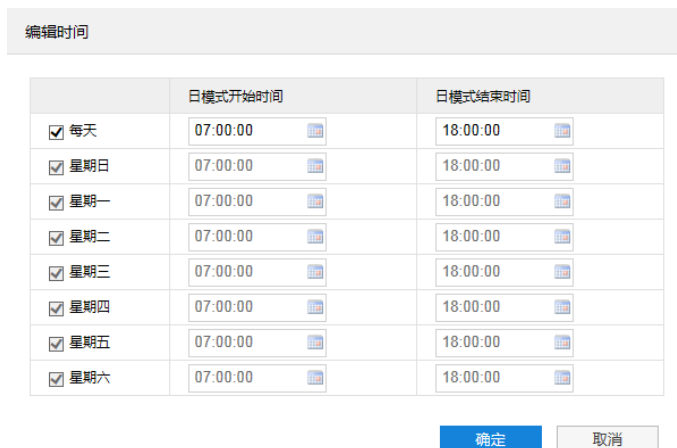 编辑时间
日模式开始时间 日模式结束时间
每天 07:00:00 18:00:00
星期日 07:00:00 18:00:00
星期一 07:00:00 18:00:00
星期二 07:00:00 18:00:00
星期三 07:00:00 18:00:00
星期四 07:00:00 18:00:00
星期五 07:00:00 18:00:00
星期六 07:00:00 18:00:00
确定 取消